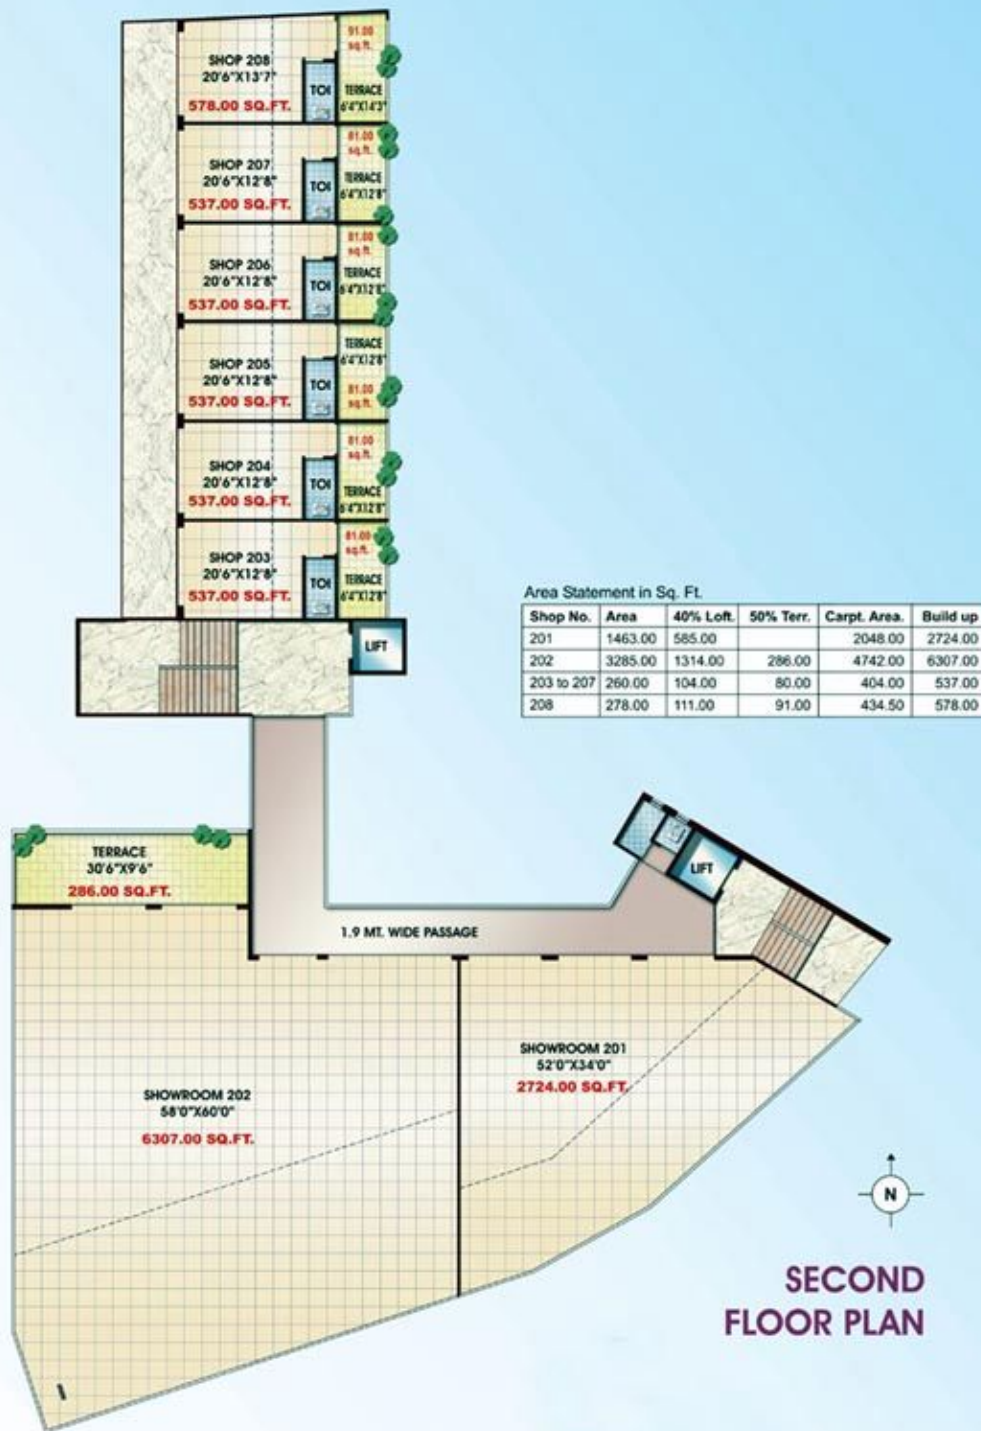 91.00
sq.ft.
SHOP 208
20'6"X13'7"
578.00 SQ.FT.
TOI
TERRACE
6'4"X14'3"
81.00
sq.ft.
SHOP 207
20'6"X12'8"
537.00 SQ.FT.
TOI
TERRACE
6'4"X12'8"
81.00
sq.ft.
SHOP 206
20'6"X12'8"
537.00 SQ.FT.
TOI
TERRACE
6'4"X12'8"
SHOP 205
20'6"X12'8"
537.00 SQ.FT.
TOI
TERRACE
6'4"X12'8"
81.00
sq.ft.
81.00
sq.ft.
SHOP 204
20'6"X12'8"
537.00 SQ.FT.
TOI
TERRACE
6'4"X12'8"
81.00
sq.ft.
SHOP 203
20'6"X12'8"
537.00 SQ.FT.
TOI
TERRACE
6'4"X12'8"
LIFT
Area Statement in Sq. Ft.
Shop No. Area 40% Loft. 50% Terr. Carpt. Area. Build up
201 1463.00 585.00 2048.00 2724.00
202 3285.00 1314.00 286.00 4742.00 6307.00
203 to 207 260.00 104.00 80.00 404.00 537.00
208 278.00 111.00 91.00 434.50 578.00
TERRACE
30'6"X9'6"
286.00 SQ.FT.
LIFT
1.9 MT. WIDE PASSAGE
SHOWROOM 201
52'0"X34'0"
2724.00 SQ.FT.
SHOWROOM 202
58'0"X60'0"
6307.00 SQ.FT.
N
SECOND
FLOOR PLAN